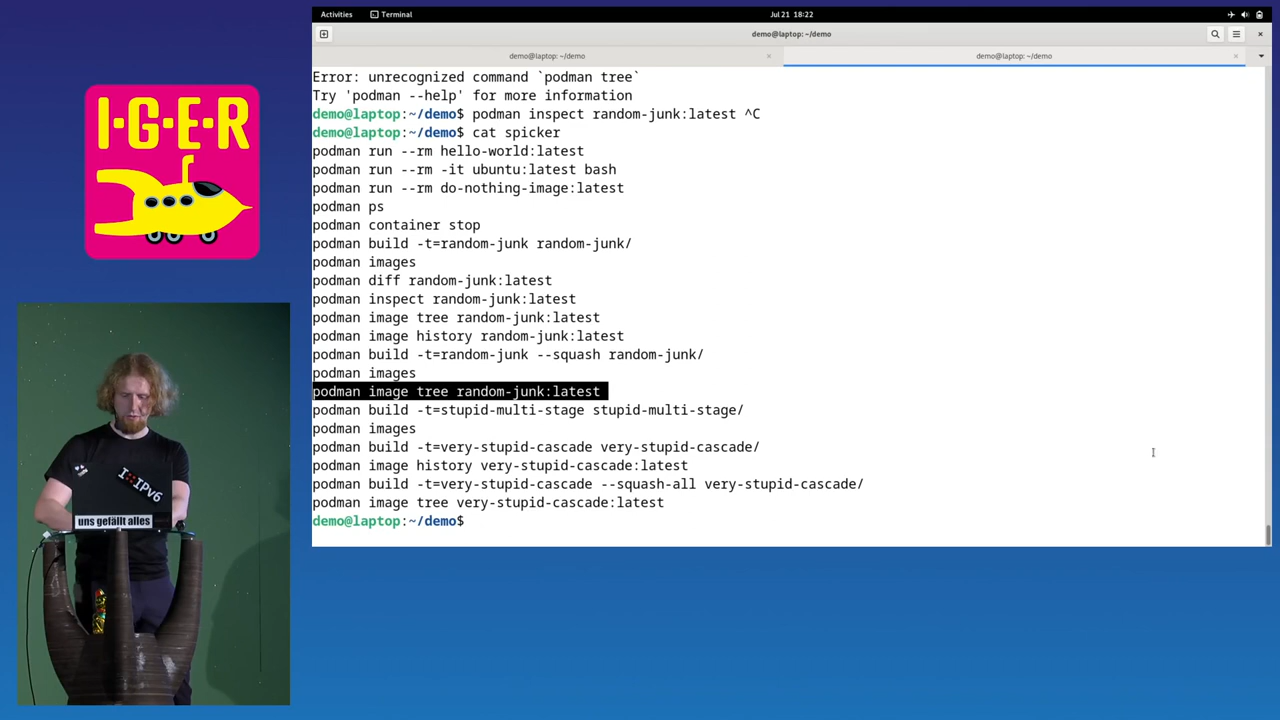 Activities
Terminal
Jul 21 18:22
demo@laptop: ~/demo
demo@laptop: ~/demo
demo@laptop: ~/demo
Error: unrecognized command `podman tree`
Try 'podman --help' for more information
demo@laptop:~/demo$ podman inspect random-junk:latest ^C
demo@laptop:~/demo$ cat spicker
podman run --rm hello-world:latest
podman run --rm -it ubuntu:latest bash
podman run --rm do-nothing-image:latest
podman ps
podman container stop
podman build -t=random-junk random-junk/
podman images
podman diff random-junk:latest
podman inspect random-junk:latest
podman image tree random-junk:latest
podman image history random-junk:latest
podman build -t=random-junk --squash random-junk/
podman images
podman image tree random-junk:latest
podman build -t=stupid-multi-stage stupid-multi-stage/
podman images
podman build -t=very-stupid-cascade very-stupid-cascade/
podman image history very-stupid-cascade:latest
podman build -t=very-stupid-cascade --squash-all very-stupid-cascade/
podman image tree very-stupid-cascade:latest
demo@laptop:~/demo$
I·G·E·R
IPv6
uns gefällt alles